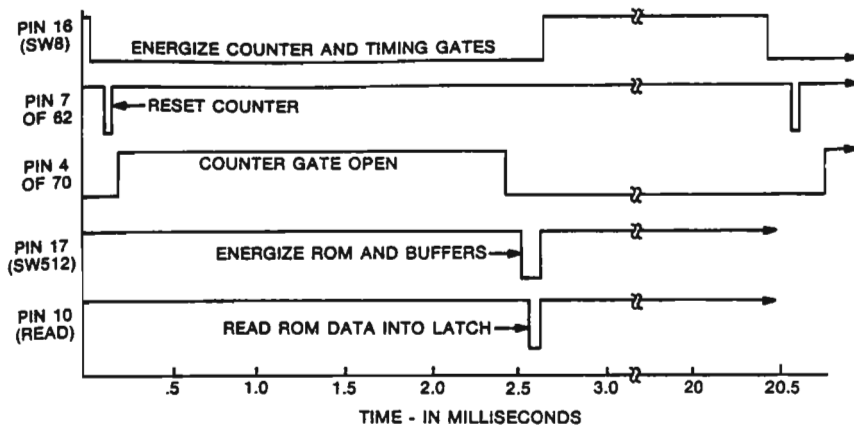 PIN 16
(SW8)
ENERGIZE COUNTER AND TIMING GATES
PIN 7
OF 62
RESET COUNTER
PIN 4
OF 70
COUNTER GATE OPEN
PIN 17
(SW512)
ENERGIZE ROM AND BUFFERS
PIN 10
(READ)
READ ROM DATA INTO LATCH
.5 1.0 1.5 2.0 2.5 3.0 20 20.5
TIME - IN MILLISECONDS